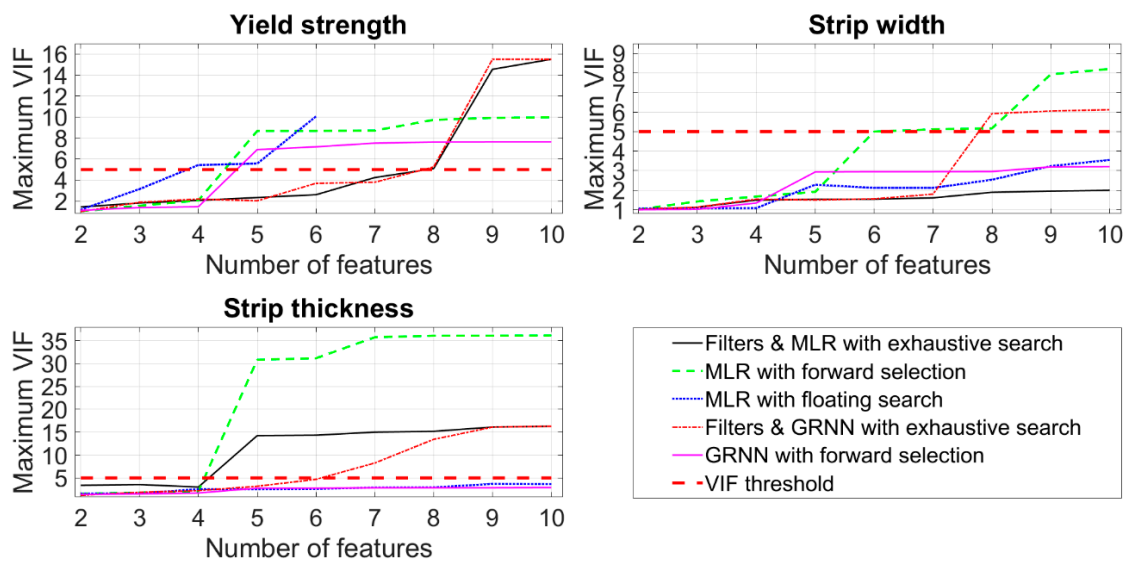 Yield strength
Maximum VIF
16
14
12
10
8
6
4
2
2 3 4 5 6 7 8 9 10
Number of features
Strip width
Maximum VIF
9
8
7
6
5
4
3
2
1
2 3 4 5 6 7 8 9 10
Number of features
Strip thickness
Maximum VIF
35
30
25
20
15
10
5
2 3 4 5 6 7 8 9 10
Number of features
Filters & MLR with exhaustive search
MLR with forward selection
MLR with floating search
Filters & GRNN with exhaustive search
GRNN with forward selection
VIF threshold